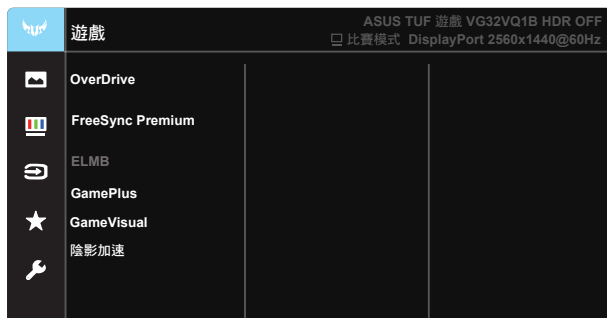 TUF
遊戲
ASUS TUF 遊戲 VG32VQ1B HDR OFF
比賽模式 DisplayPort 2560x1440@60Hz
OverDrive
FreeSync Premium
ELMB
GamePlus
GameVisual
陰影加速